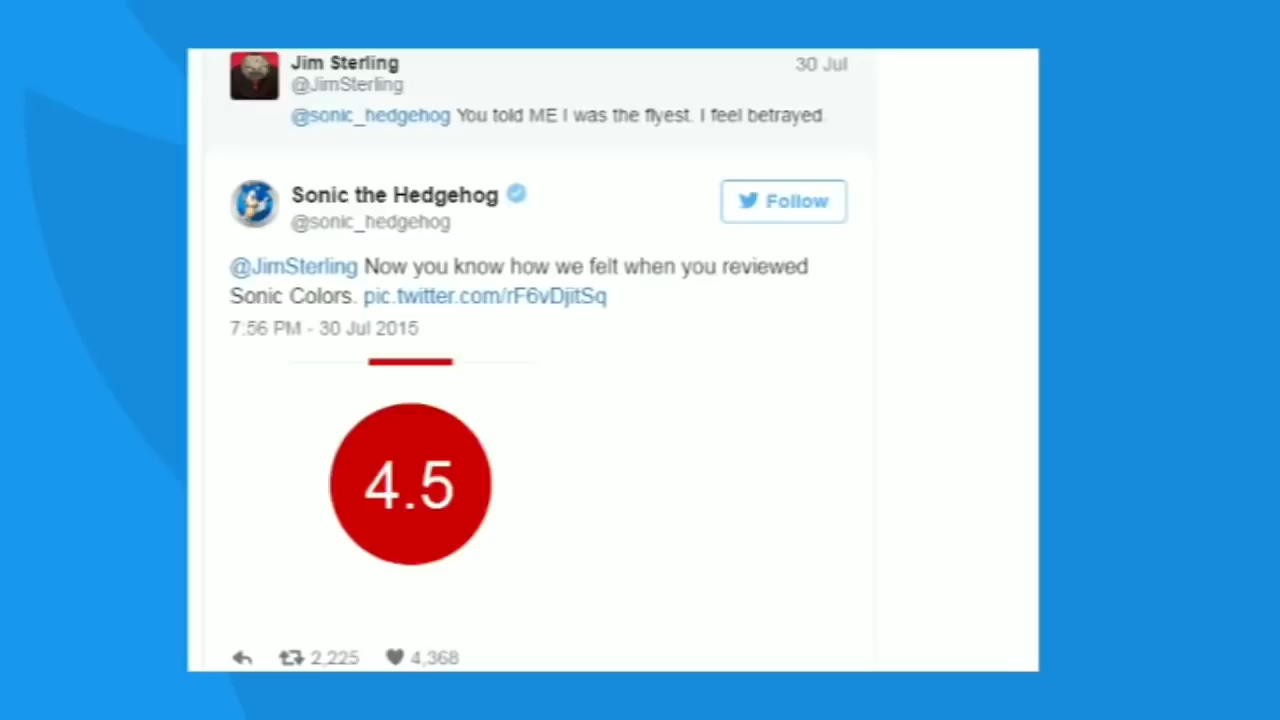 Jim Sterling
30 Jul
@JimSterling
@sonic_hedgehog You told ME I was the flyest. I feel betrayed.
Sonic the Hedgehog
Follow
@sonic_hedgehog
@JimSterling Now you know how we felt when you reviewed
Sonic Colors. pic.twitter.com/rF6vDjitSq
7:56 PM - 30 Jul 2015
4.5
2,225
4,368